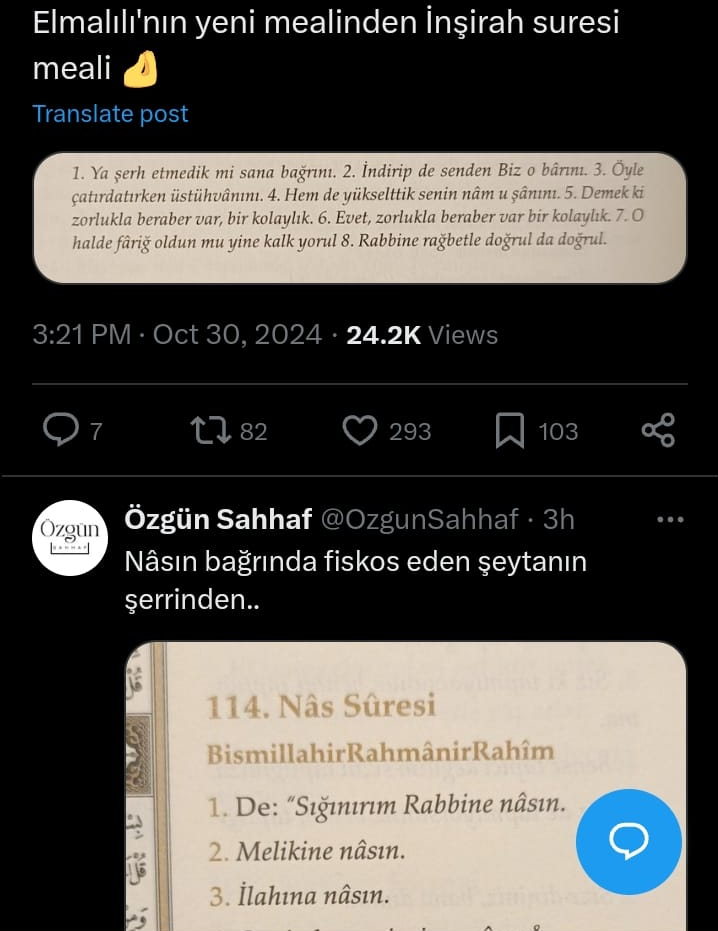 Elmalılı'nın yeni mealinden İnşirah suresi
meali
Translate post
1. Ya şerh etmedik mi sana bağrını. 2. İndirip de senden Biz o bârını. 3. Öyle
çatırdatırken üstühvânını. 4. Hem de yükselttik senin nâm u şânını. 5. Demek ki
zorlukla beraber var, bir kolaylık. 6. Evet, zorlukla beraber var bir kolaylık. 7. O
halde fâriğ oldun mu yine kalk yorul 8. Rabbine rağbetle doğrul da doğrul.
3:21 PM · Oct 30, 2024 · 24.2K Views
7 82 293 103
Özgün
SAHHAF
Özgün Sahhaf @OzgunSahhaf · 3h
Nâsın bağrında fiskos eden şeytanın
şerrinden..
114. Nâs Sûresi
BismillahirRahmânirRahîm
1. De: “Sığınırım Rabbine nâsın.
2. Melikine nâsın.
3. İlahına nâsın.